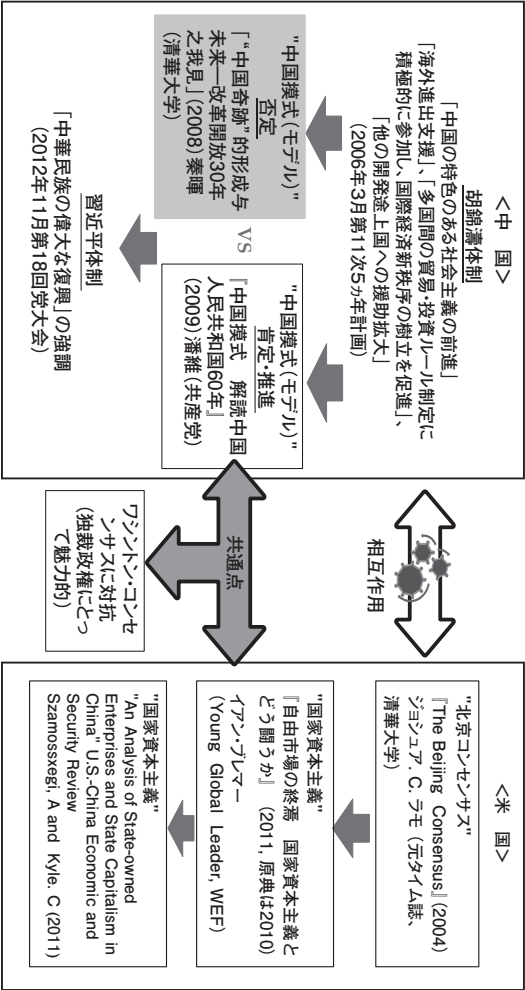 <中　国>
胡錦濤体制
「中国の特色のある社会主義の前進」
「海外進出支援」、「多国間の貿易・投資ルール制定に
積極的に参加し、国際経済新秩序の樹立を促進」、
「他の開発途上国への援助拡大」
(2006年3月第11次5ヵ年計画)
"中国摸式(モデル)"
否定
「“中国奇跡”的形成与
未来―改革開放30年
之我見」(2008) 秦暉
(清華大学)
VS
"中国摸式(モデル)"
肯定・推進
『中国摸式　解読中国
人民共和国60年』
(2009) 潘維(共産党)
習近平体制
「中華民族の偉大な復興」の強調
(2012年11月第18回党大会)
相互作用
共通点
ワシントン・コンセ
ンサスに対抗
(独裁政権にとっ
て魅力的)
<米　国>
"北京コンセンサス"
『The Beijing Consensus』(2004)
ジョシュア. C. ラモ (元タイム誌、
清華大学)
"国家資本主義"
『自由市場の終焉　国家資本主義と
どう闘うか』 (2011, 原典は2010)
イアン・ブレマー
(Young Global Leader, WEF)
"国家資本主義"
"An Analysis of State-owned
Enterprises and State Capitalism in
China" U.S.-China Economic and
Security Review
Szamossxegi, A and Kyle. C (2011)